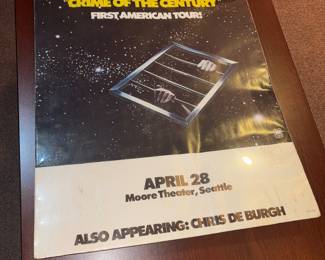 "CRIME OF THE CENTURY"
FIRST AMERICAN TOUR!
APRIL 28
Moore Theater, Seattle
ALSO APPEARING: CHRIS DE BURGH